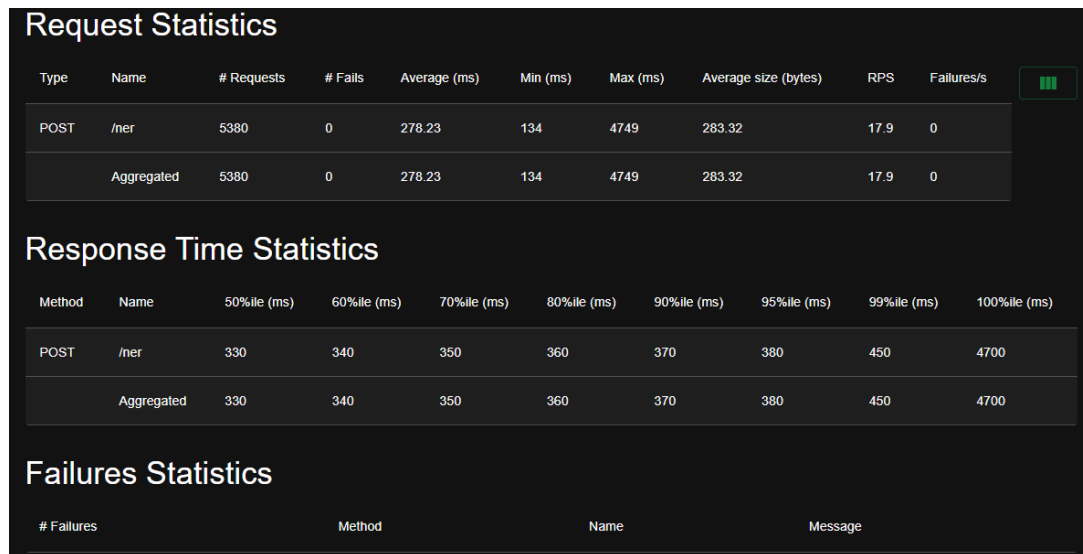 Request Statistics
Type Name # Requests # Fails Average (ms) Min (ms) Max (ms) Average size (bytes) RPS Failures/s
POST /ner 5380 0 278.23 134 4749 283.32 17.9 0
Aggregated 5380 0 278.23 134 4749 283.32 17.9 0
Response Time Statistics
Method Name 50%ile (ms) 60%ile (ms) 70%ile (ms) 80%ile (ms) 90%ile (ms) 95%ile (ms) 99%ile (ms) 100%ile (ms)
POST /ner 330 340 350 360 370 380 450 4700
Aggregated 330 340 350 360 370 380 450 4700
Failures Statistics
# Failures Method Name Message